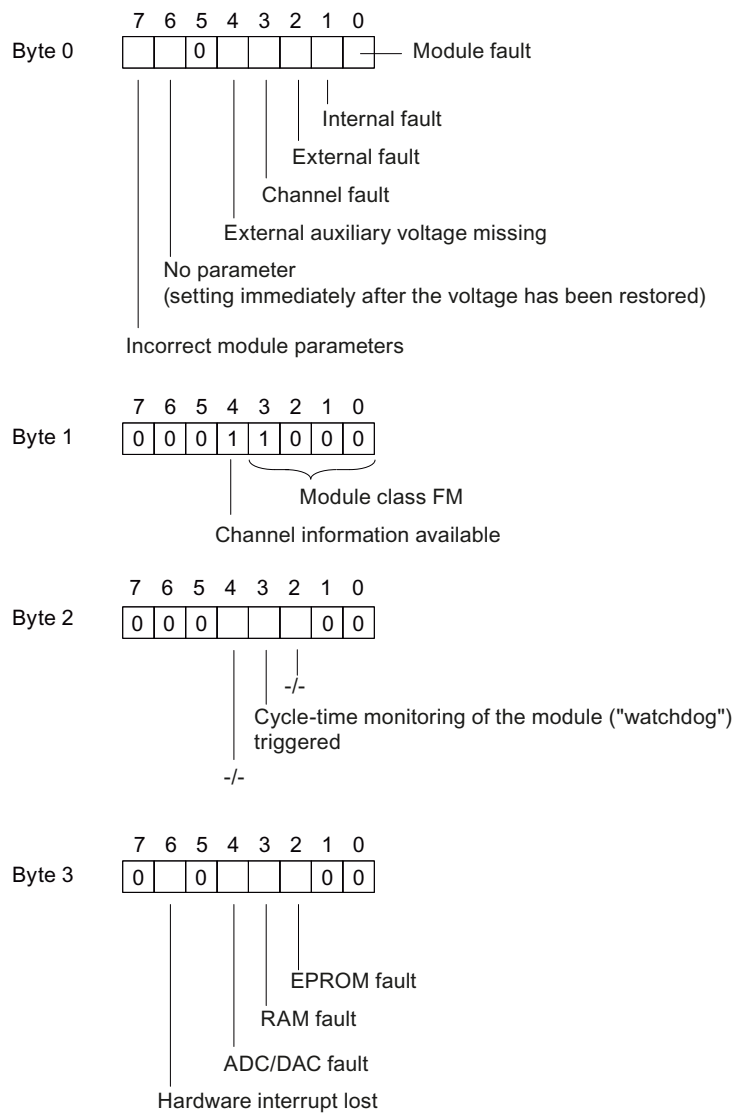 7 6 5 4 3 2 1 0
Byte 0 0 Module fault
Internal fault
External fault
Channel fault
External auxiliary voltage missing
No parameter
(setting immediately after the voltage has been restored)
Incorrect module parameters
7 6 5 4 3 2 1 0
Byte 1 0 0 0 1 1 0 0 0
Module class FM
Channel information available
7 6 5 4 3 2 1 0
Byte 2 0 0 0 0 0
-/-
Cycle-time monitoring of the module ("watchdog")
triggered
-/-
7 6 5 4 3 2 1 0
Byte 3 0 0 0 0
EPROM fault
RAM fault
ADC/DAC fault
Hardware interrupt lost